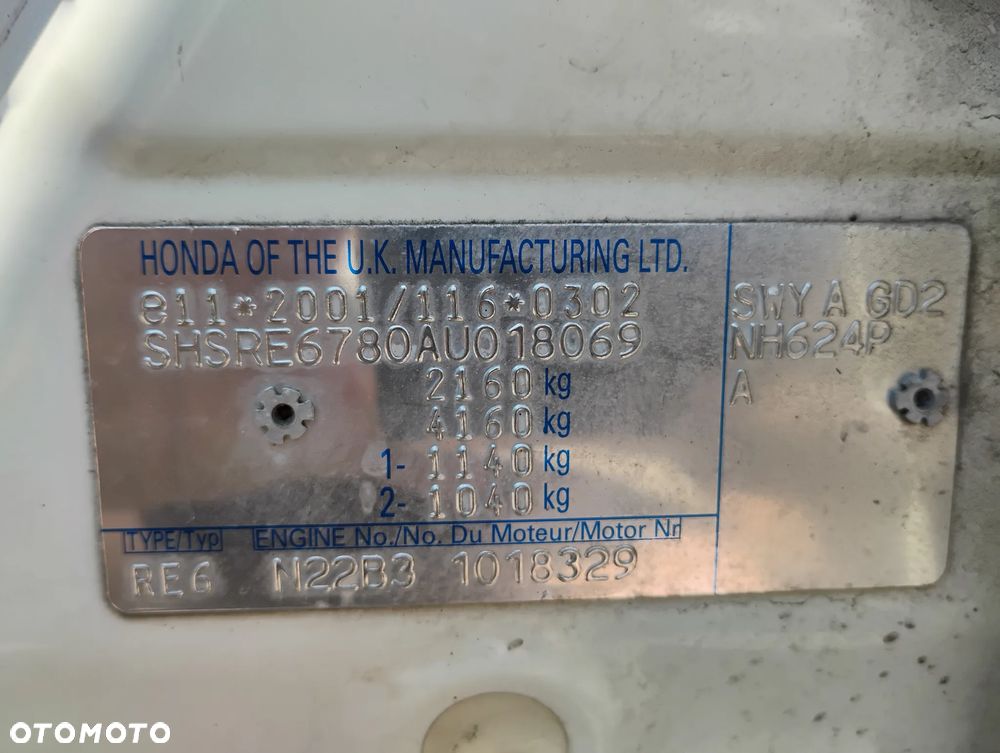 HONDA OF THE U.K. MANUFACTURING LTD.
e11*2001/116*0302
SHSRE6780AU018069
2160 kg
4160 kg
1- 1140 kg
2- 1040 kg
TYPE/Typ ENGINE No./No. Du Moteur/Motor Nr
RE6 N22B3 1018329
SWY A GD2
NH624P
A
OTOMOTO